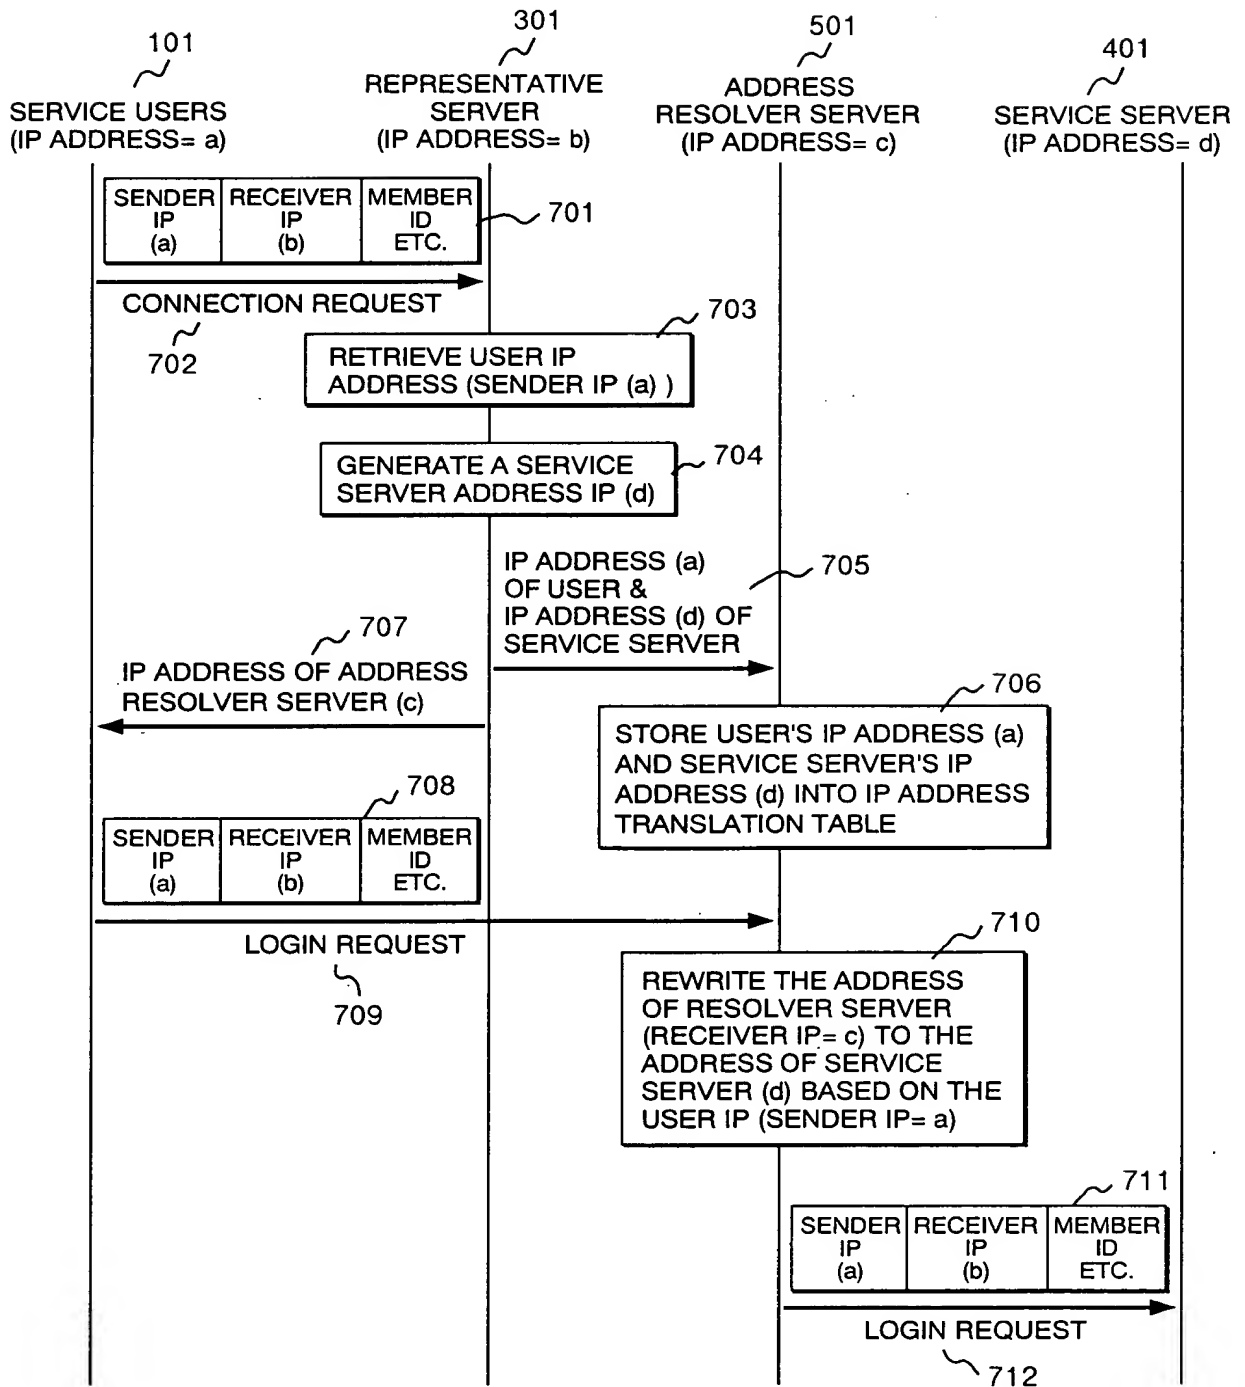 101
SERVICE USERS
(IP ADDRESS= a)
301
REPRESENTATIVE
SERVER
(IP ADDRESS= b)
501
ADDRESS
RESOLVER SERVER
(IP ADDRESS= c)
401
SERVICE SERVER
(IP ADDRESS= d)
SENDER
IP
(a)
RECEIVER
IP
(b)
MEMBER
ID
ETC.
701
CONNECTION REQUEST
702
703
RETRIEVE USER IP
ADDRESS (SENDER IP (a) )
704
GENERATE A SERVICE
SERVER ADDRESS IP (d)
IP ADDRESS (a)
OF USER &
IP ADDRESS (d) OF
SERVICE SERVER
705
707
IP ADDRESS OF ADDRESS
RESOLVER SERVER (c)
706
STORE USER'S IP ADDRESS (a)
AND SERVICE SERVER'S IP
ADDRESS (d) INTO IP ADDRESS
TRANSLATION TABLE
708
SENDER
IP
(a)
RECEIVER
IP
(b)
MEMBER
ID
ETC.
LOGIN REQUEST
709
710
REWRITE THE ADDRESS
OF RESOLVER SERVER
(RECEIVER IP= c) TO THE
ADDRESS OF SERVICE
SERVER (d) BASED ON THE
USER IP (SENDER IP= a)
711
SENDER
IP
(a)
RECEIVER
IP
(b)
MEMBER
ID
ETC.
LOGIN REQUEST
712